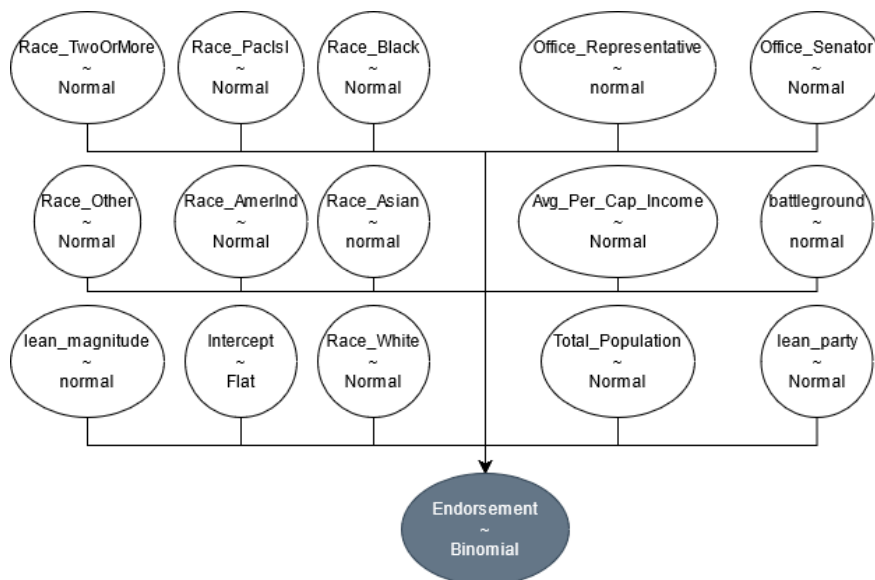 Race_TwoOrMore
~
Normal
Race_PacIsl
~
Normal
Race_Black
~
Normal
Office_Representative
~
normal
Office_Senator
~
Normal
Race_Other
~
Normal
Race_AmerInd
~
Normal
Race_Asian
~
normal
Avg_Per_Cap_Income
~
Normal
battleground
~
normal
lean_magnitude
~
normal
Intercept
~
Flat
Race_White
~
Normal
Total_Population
~
Normal
lean_party
~
Normal
Endorsement
~
Binomial